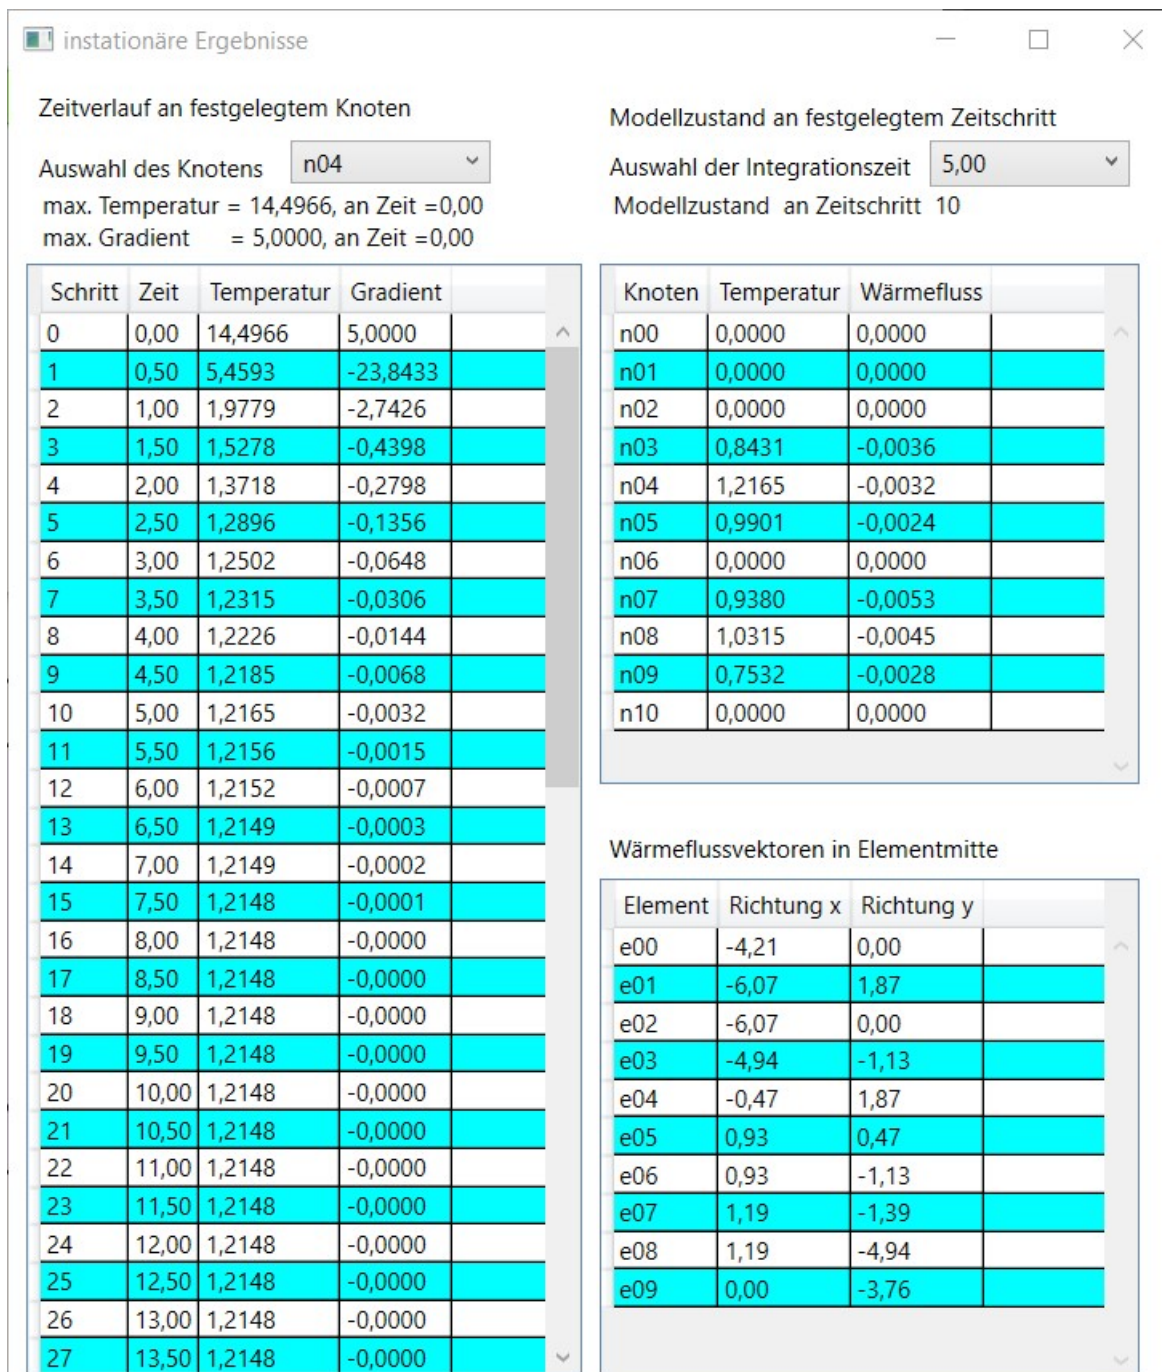 instationäre Ergebnisse
Zeitverlauf an festgelegtem Knoten
Auswahl des Knotens n04
max. Temperatur = 14,4966, an Zeit =0,00
max. Gradient = 5,0000, an Zeit =0,00
Schritt Zeit Temperatur Gradient
0 0,00 14,4966 5,0000
1 0,50 5,4593 -23,8433
2 1,00 1,9779 -2,7426
3 1,50 1,5278 -0,4398
4 2,00 1,3718 -0,2798
5 2,50 1,2896 -0,1356
6 3,00 1,2502 -0,0648
7 3,50 1,2315 -0,0306
8 4,00 1,2226 -0,0144
9 4,50 1,2185 -0,0068
10 5,00 1,2165 -0,0032
11 5,50 1,2156 -0,0015
12 6,00 1,2152 -0,0007
13 6,50 1,2149 -0,0003
14 7,00 1,2149 -0,0002
15 7,50 1,2148 -0,0001
16 8,00 1,2148 -0,0000
17 8,50 1,2148 -0,0000
18 9,00 1,2148 -0,0000
19 9,50 1,2148 -0,0000
20 10,00 1,2148 -0,0000
21 10,50 1,2148 -0,0000
22 11,00 1,2148 -0,0000
23 11,50 1,2148 -0,0000
24 12,00 1,2148 -0,0000
25 12,50 1,2148 -0,0000
26 13,00 1,2148 -0,0000
27 13,50 1,2148 -0,0000
Modellzustand an festgelegtem Zeitschritt
Auswahl der Integrationszeit 5,00
Modellzustand an Zeitschritt 10
Knoten Temperatur Wärmefluss
n00 0,0000 0,0000
n01 0,0000 0,0000
n02 0,0000 0,0000
n03 0,8431 -0,0036
n04 1,2165 -0,0032
n05 0,9901 -0,0024
n06 0,0000 0,0000
n07 0,9380 -0,0053
n08 1,0315 -0,0045
n09 0,7532 -0,0028
n10 0,0000 0,0000
Wärmeflussvektoren in Elementmitte
Element Richtung x Richtung y
e00 -4,21 0,00
e01 -6,07 1,87
e02 -6,07 0,00
e03 -4,94 -1,13
e04 -0,47 1,87
e05 0,93 0,47
e06 0,93 -1,13
e07 1,19 -1,39
e08 1,19 -4,94
e09 0,00 -3,76